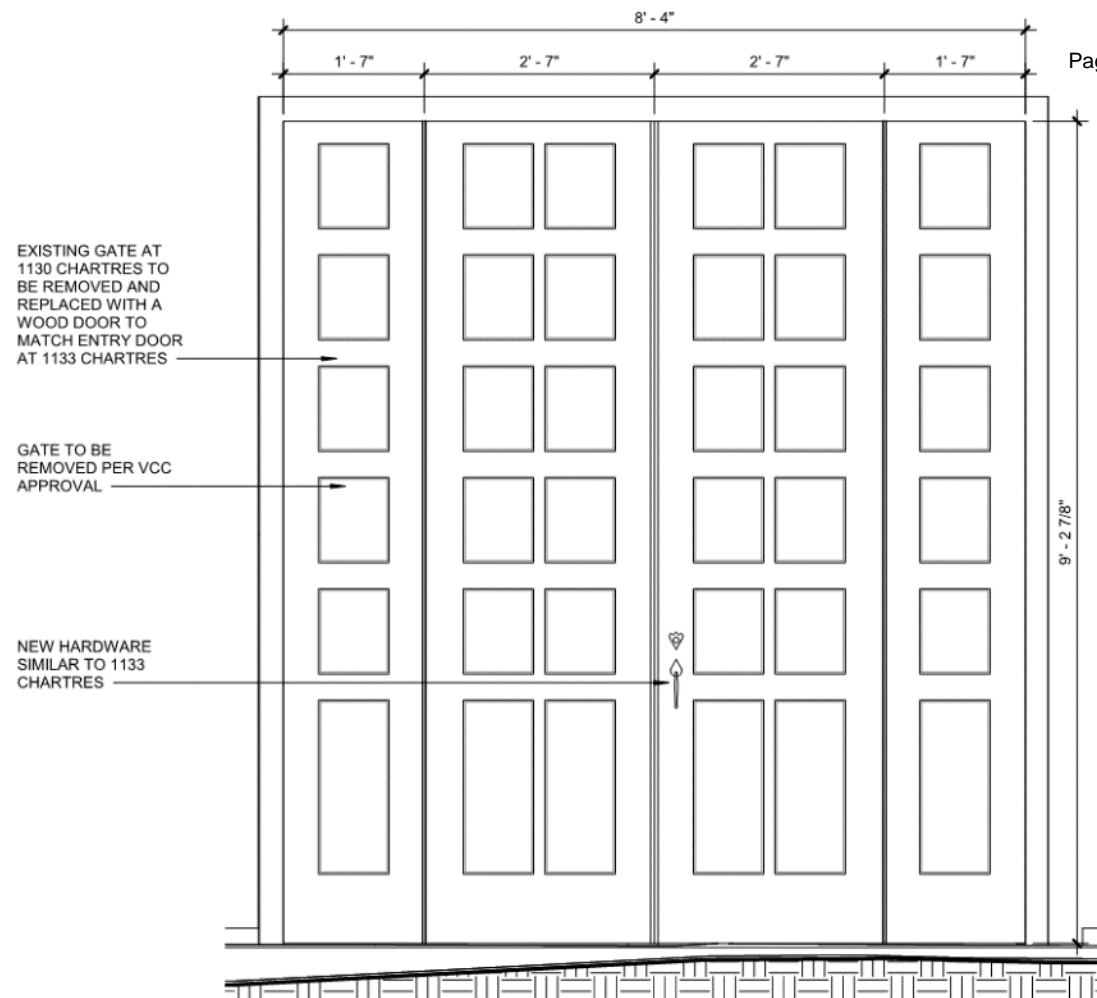 8' - 4"
1' - 7"
2' - 7"
2' - 7"
1' - 7"
EXISTING GATE AT
1130 CHARTRES TO
BE REMOVED AND
REPLACED WITH A
WOOD DOOR TO
MATCH ENTRY DOOR
AT 1133 CHARTRES
GATE TO BE
REMOVED PER VCC
APPROVAL
9' - 2 7/8"
NEW HARDWARE
SIMILAR TO 1133
CHARTRES